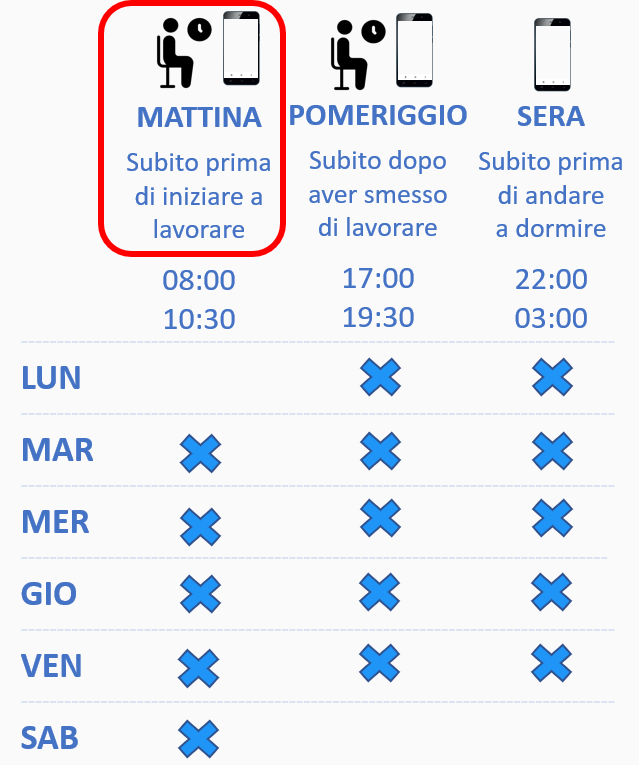 MATTINA
POMERIGGIO
SERA
Subito prima
di iniziare a
lavorare
Subito dopo
aver smesso
di lavorare
Subito prima
di andare
a dormire
08:00
10:30
17:00
19:30
22:00
03:00
LUN
MAR
MER
GIO
VEN
SAB